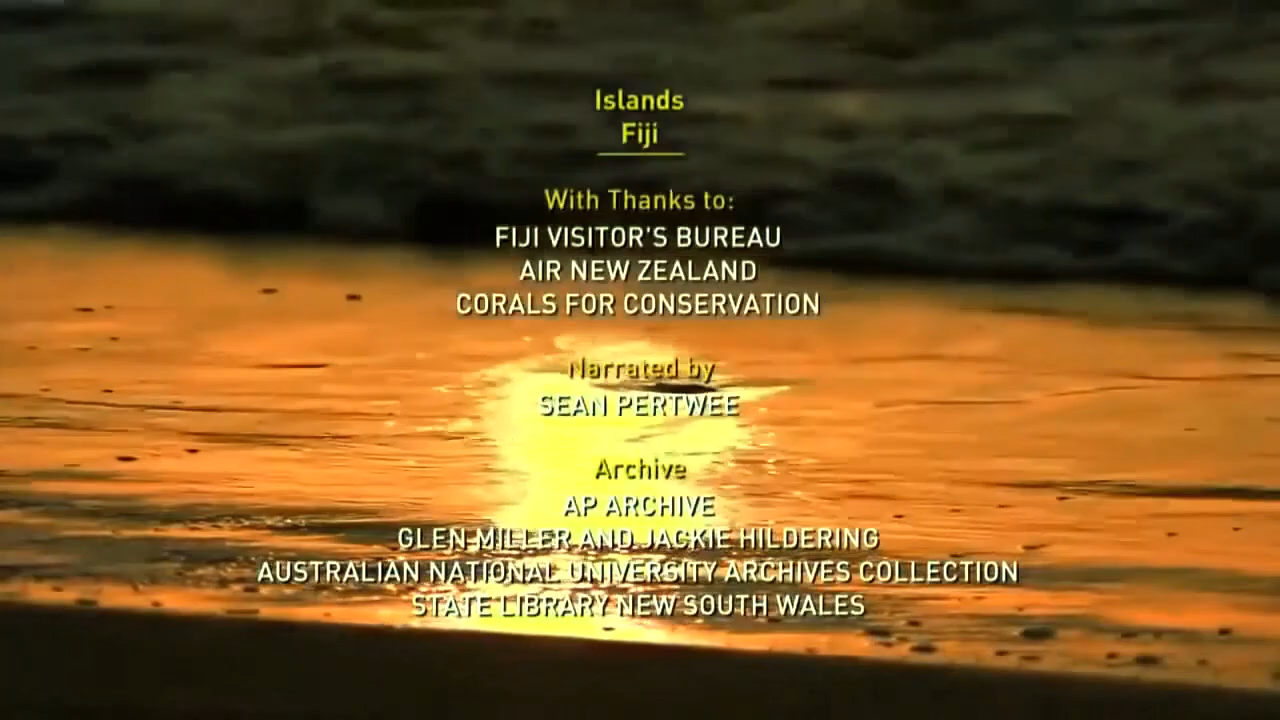 Islands
Fiji
With Thanks to:
FIJI VISITOR'S BUREAU
AIR NEW ZEALAND
CORALS FOR CONSERVATION
Narrated by
SEAN PERTWEE
Archive
AP ARCHIVE
GLEN MILLER AND JACKIE HILDERING
AUSTRALIAN NATIONAL UNIVERSITY ARCHIVES COLLECTION
STATE LIBRARY NEW SOUTH WALES